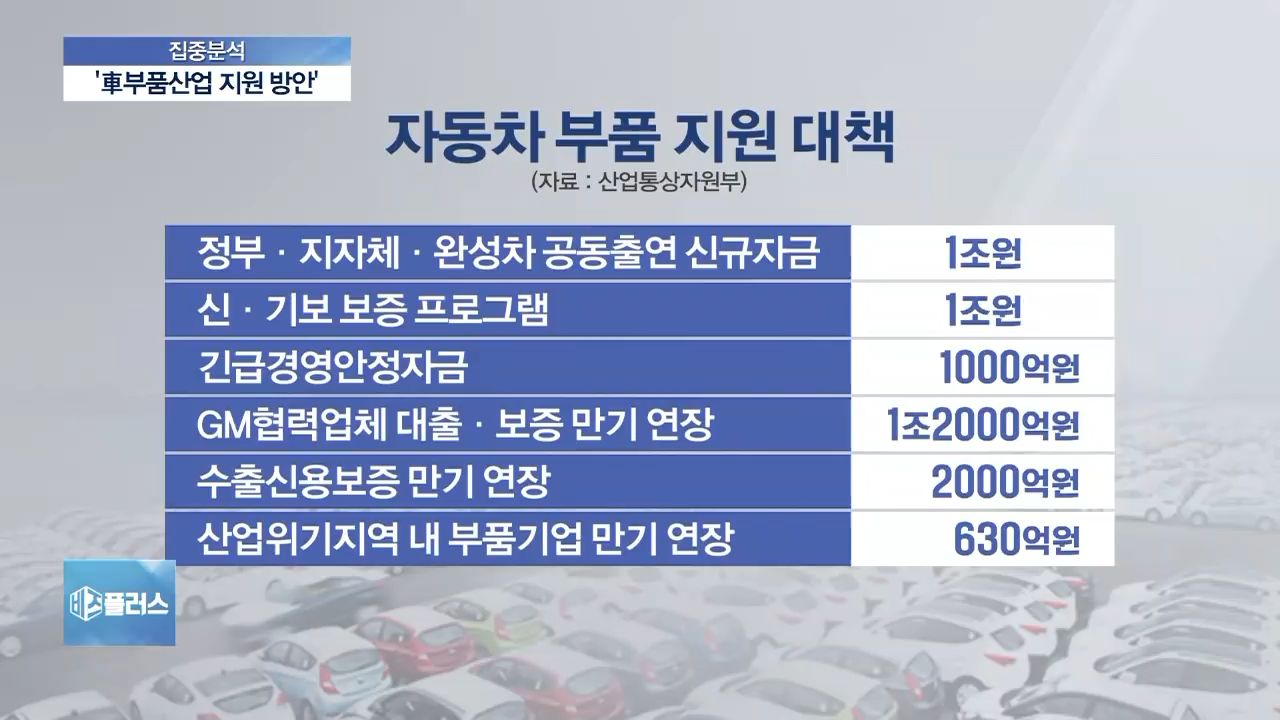 집중분석
'車부품산업 지원 방안'
자동차 부품 지원 대책
(자료 : 산업통상자원부)
정부 · 지자체 · 완성차 공동출연 신규자금 1조원
신 · 기보 보증 프로그램 1조원
긴급경영안정자금 1000억원
GM협력업체 대출 · 보증 만기 연장 1조2000억원
수출신용보증 만기 연장 2000억원
산업위기지역 내 부품기업 만기 연장 630억원
비즈플러스